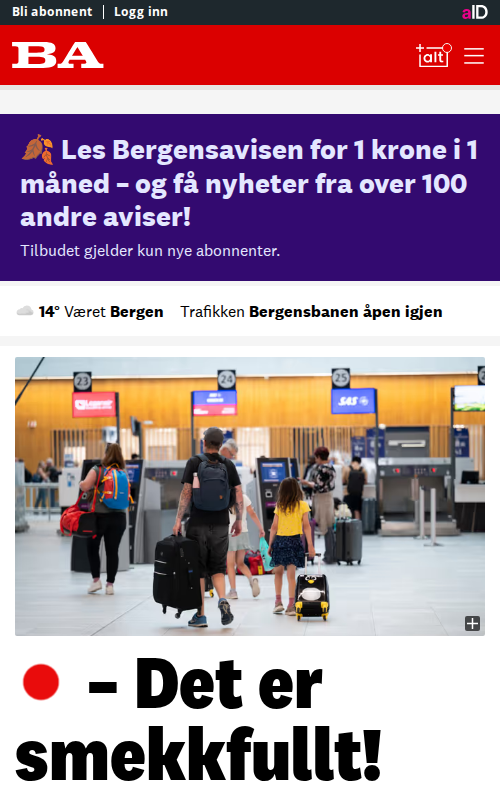 Bli abonnent Logg inn aID
BA alt
Les Bergensavisen for 1 krone i 1
måned – og få nyheter fra over 100
andre aviser!
Tilbudet gjelder kun nye abonnenter.
14° Været Bergen Trafikken Bergensbanen åpen igjen
23 24 25
SAS
– Det er
smekkfullt!